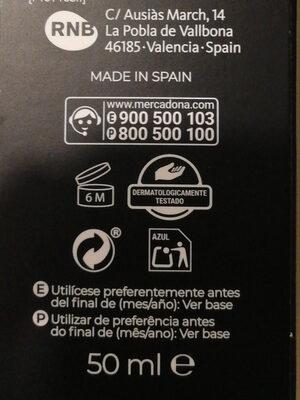 RNB
C/ Ausiàs March, 14
La Pobla de Vallbona
46185·Valencia·Spain
MADE IN SPAIN
www.mercadona.com
E 900 500 103
P 800 500 100
6 M
DERMATOLOGICAMENTE
TESTADO
®
AZUL
E Utilícese preferentemente antes
del final de (mes/año): Ver base
P Utilizar de preferência antes
do final de (mês/ano): Ver base
50 ml e